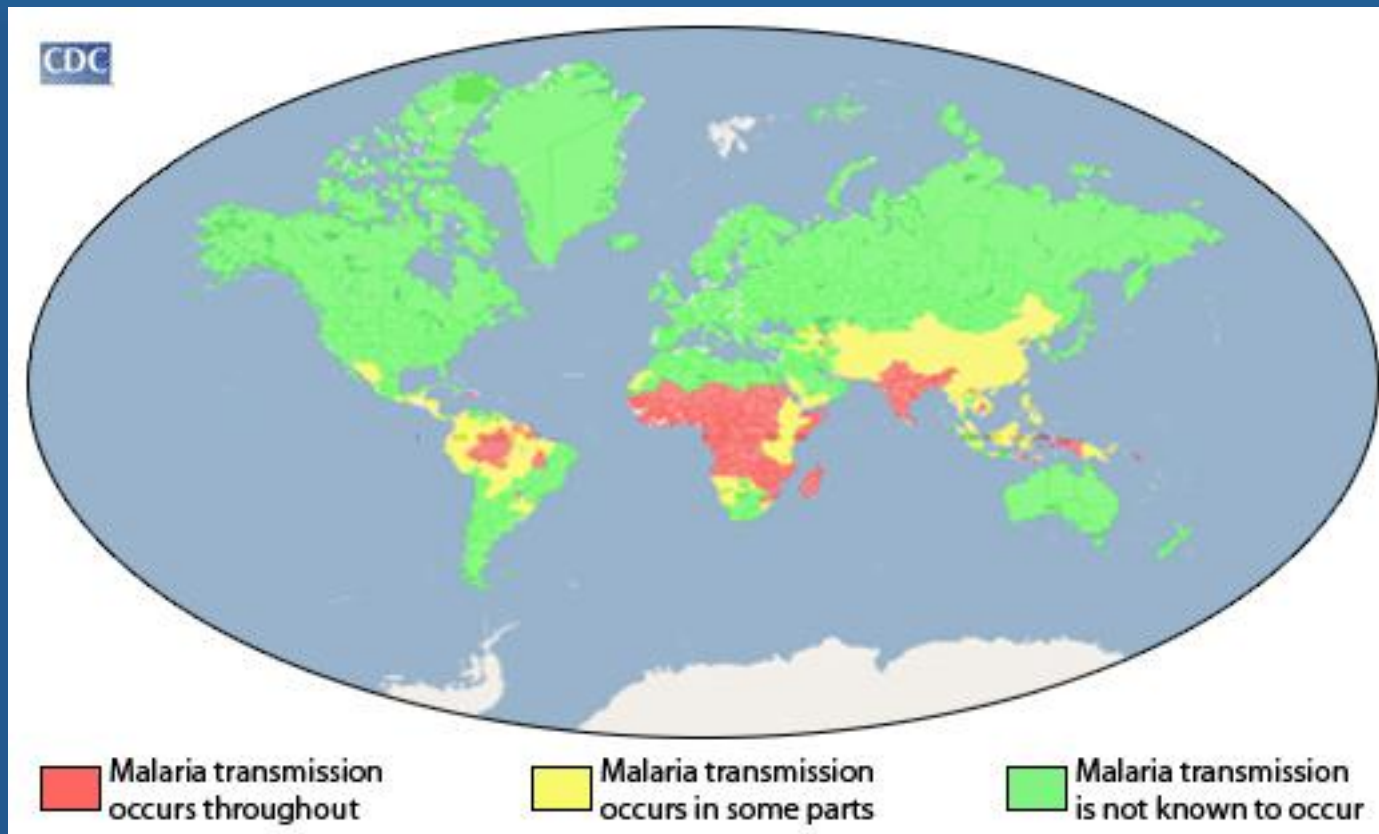 CDC
Malaria transmission
occurs throughout
Malaria transmission
occurs in some parts
Malaria transmission
is not known to occur